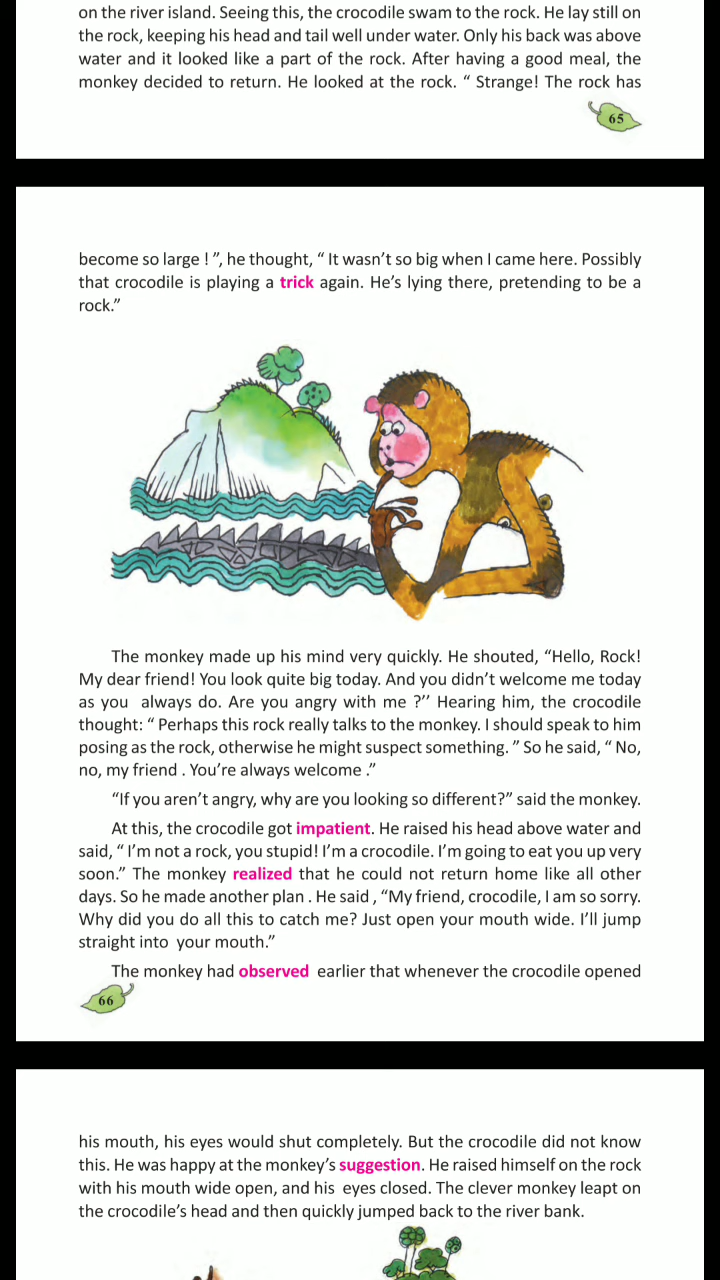 on the river island. Seeing this, the crocodile swam to the rock. He lay still on
the rock, keeping his head and tail well under water. Only his back was above
water and it looked like a part of the rock. After having a good meal, the
monkey decided to return. He looked at the rock. “ Strange! The rock has
65
become so large ! ”, he thought, “ It wasn’t so big when I came here. Possibly
that crocodile is playing a trick again. He’s lying there, pretending to be a
rock.”
The monkey made up his mind very quickly. He shouted, “Hello, Rock!
My dear friend! You look quite big today. And you didn’t welcome me today
as you always do. Are you angry with me ?’’ Hearing him, the crocodile
thought: “ Perhaps this rock really talks to the monkey. I should speak to him
posing as the rock, otherwise he might suspect something. ” So he said, “ No,
no, my friend . You’re always welcome .”
“If you aren’t angry, why are you looking so different?” said the monkey.
At this, the crocodile got impatient. He raised his head above water and
said, “ I’m not a rock, you stupid! I’m a crocodile. I’m going to eat you up very
soon.” The monkey realized that he could not return home like all other
days. So he made another plan . He said , “My friend, crocodile, I am so sorry.
Why did you do all this to catch me? Just open your mouth wide. I’ll jump
straight into your mouth.”
The monkey had observed earlier that whenever the crocodile opened
66
his mouth, his eyes would shut completely. But the crocodile did not know
this. He was happy at the monkey’s suggestion. He raised himself on the rock
with his mouth wide open, and his eyes closed. The clever monkey leapt on
the crocodile’s head and then quickly jumped back to the river bank.